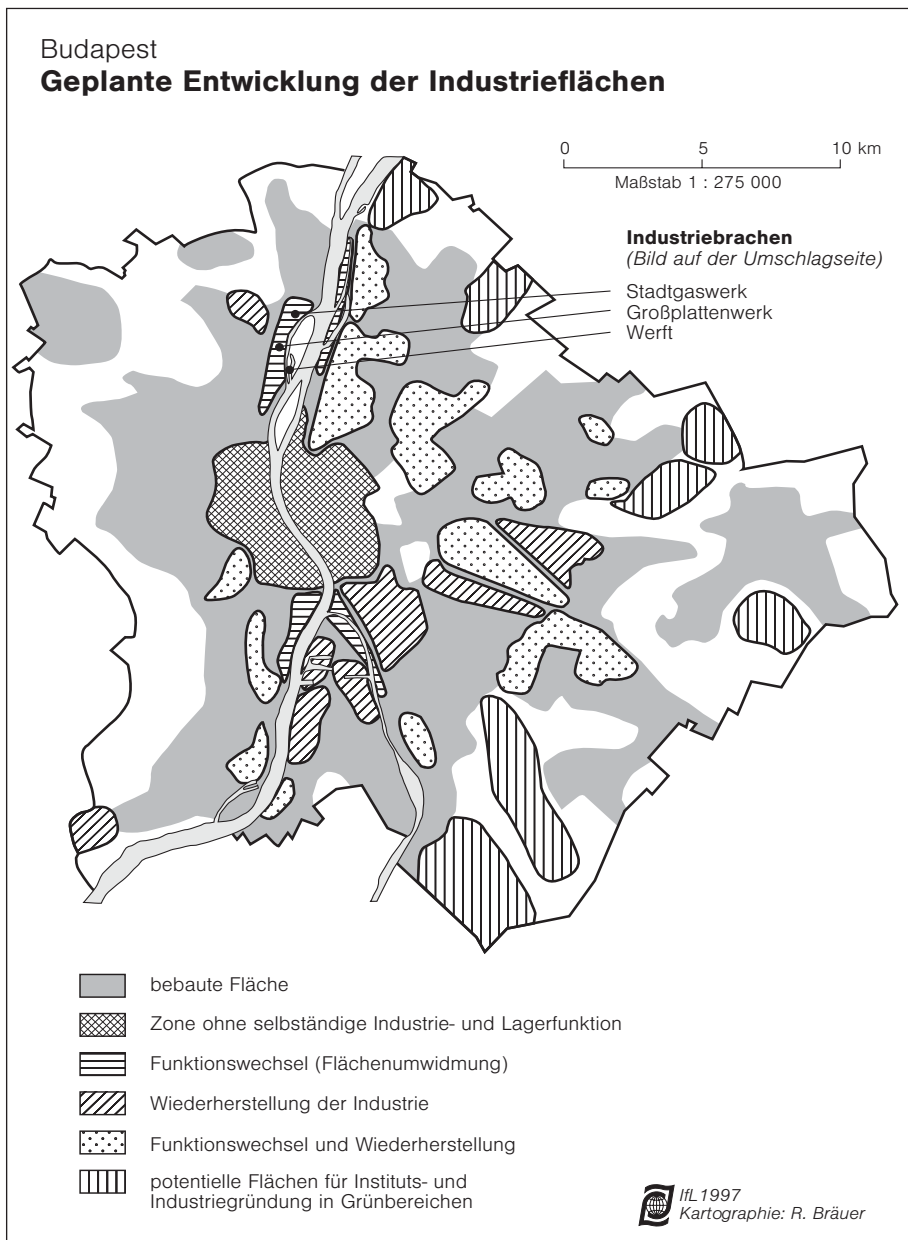 Budapest
Geplante Entwicklung der Industrieflächen
0 5 10 km
Maßstab 1 : 275 000
Industriebrachen
(Bild auf der Umschlagseite)
Stadtgaswerk
Großplattenwerk
Werft
bebaute Fläche
Zone ohne selbständige Industrie- und Lagerfunktion
Funktionswechsel (Flächenumwidmung)
Wiederherstellung der Industrie
Funktionswechsel und Wiederherstellung
potentielle Flächen für Instituts- und
Industriegründung in Grünbereichen
IfL 1997
Kartographie: R. Bräuer